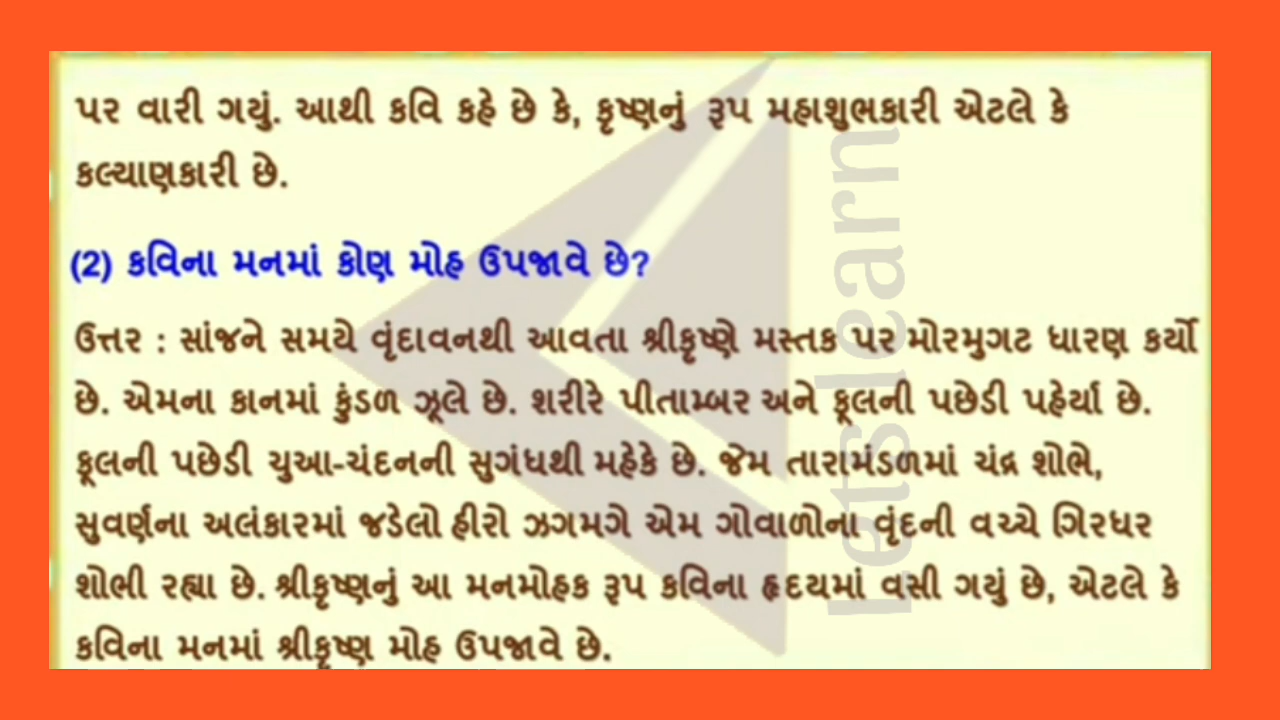 પર વારી ગયું. આથી કવિ કહે છે કે, કૃષ્ણનું રૂપ મહાશુભકારી એટલે કે
કલ્યાણકારી છે.
(2) કવિના મનમાં કોણ મોહ ઉપજાવે છે?
ઉત્તર : સાંજને સમયે વૃંદાવનથી આવતા શ્રીકૃષ્ણે મસ્તક પર મોરમુગટ ધારણ કર્યો
છે. એમના કાનમાં કુંડળ ઝૂલે છે. શરીરે પીતામ્બર અને ફૂલની પછેડી પહેર્યાં છે.
ફૂલની પછેડી ચુઆ-ચંદનની સુગંધથી મહેકે છે. જેમ તારામંડળમાં ચંદ્ર શોભે,
સુવર્ણના અલંકારમાં જડેલો હીરો ઝગમગે એમ ગોવાળોના વૃંદની વચ્ચે ગિરધર
શોભી રહ્યા છે. શ્રીકૃષ્ણનું આ મનમોહક રૂપ કવિના હૃદયમાં વસી ગયું છે, એટલે કે
કવિના મનમાં શ્રીકૃષ્ણ મોહ ઉપજાવે છે.
Letslearn